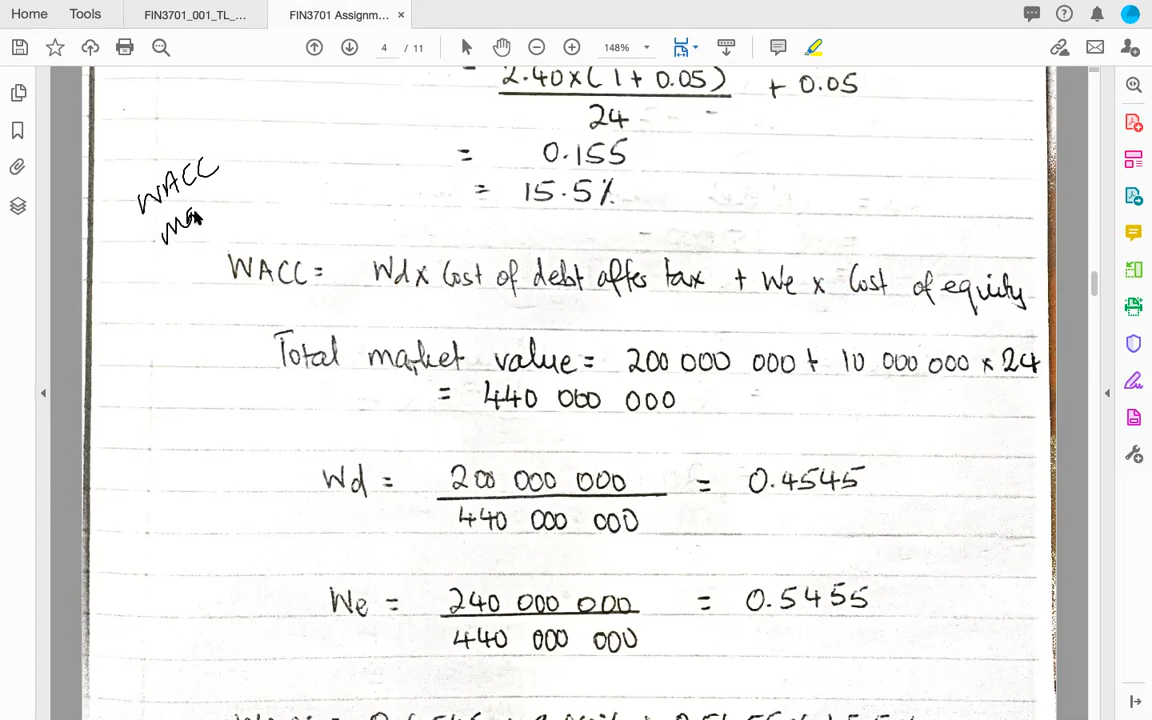 Home Tools FIN3701_001_TL_... FIN3701 Assignm... ×
4 / 11 148%
= 2.40 x (1 + 0.05) + 0.05
24
= 0.155
= 15.5%
WACC
WACC = Wd x Cost of debt after tax + We x Cost of equity
Total market value = 200 000 000 + 10 000 000 x 24
= 440 000 000
Wd = 200 000 000 = 0.4545
440 000 000
We = 240 000 000 = 0.5455
440 000 000